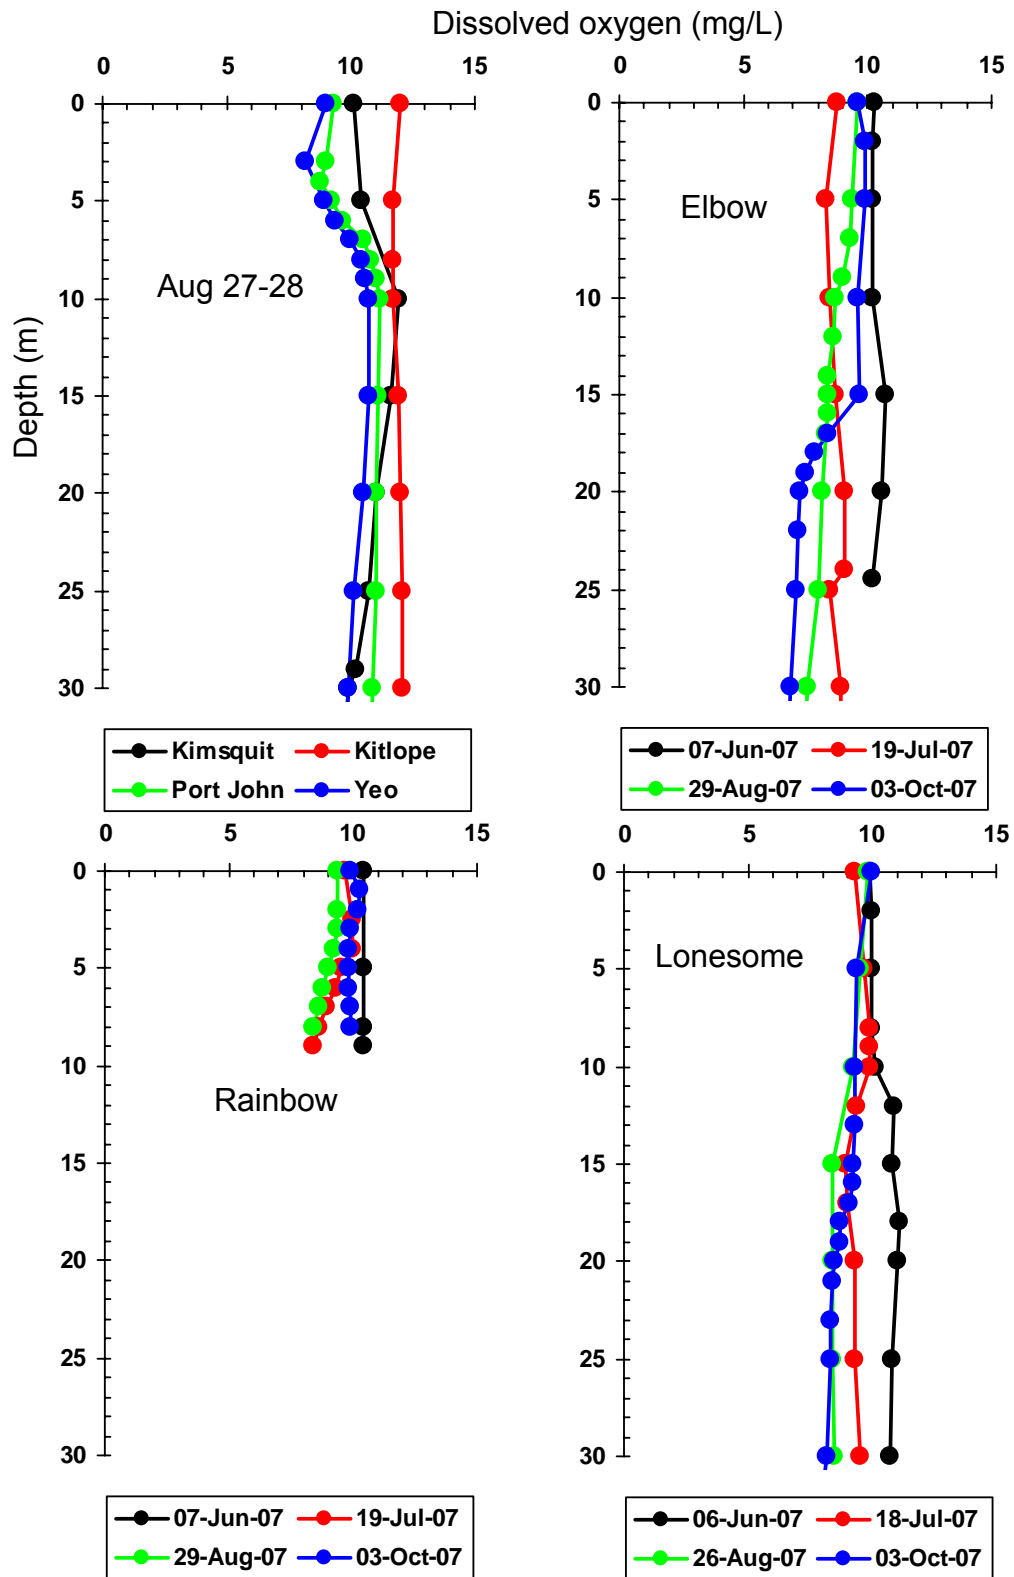 Dissolved oxygen (mg/L)
0 5 10 15
0 5 10 15
Depth (m)
0
5
10
15
20
25
30
Aug 27-28
Kimsquit Kitlope
Port John Yeo
0
5
10
15
20
25
30
Elbow
07-Jun-07 19-Jul-07
29-Aug-07 03-Oct-07
0 5 10 15
0
5
10
15
20
25
30
Rainbow
07-Jun-07 19-Jul-07
29-Aug-07 03-Oct-07
0 5 10 15
0
5
10
15
20
25
30
Lonesome
06-Jun-07 18-Jul-07
26-Aug-07 03-Oct-07